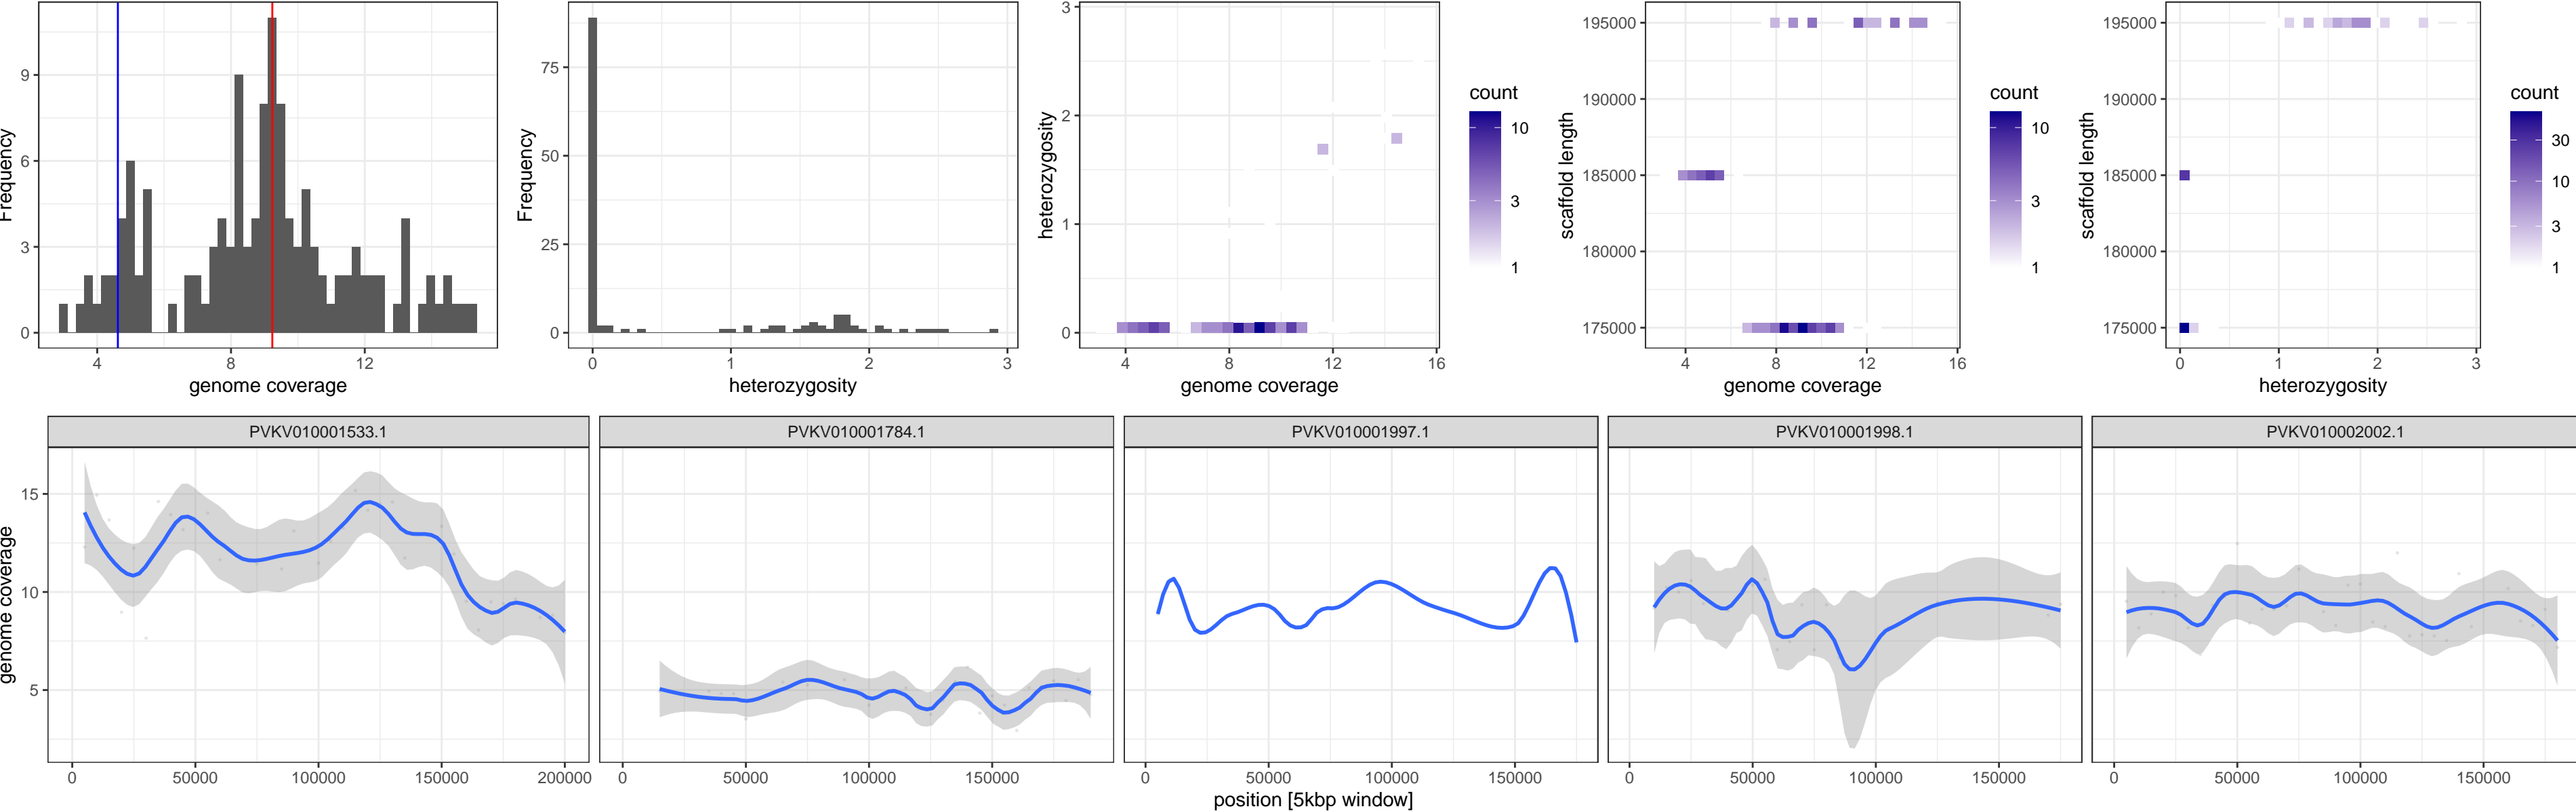 Frequency
9
6
3
0
4
8
12
genome coverage
Frequency
75
50
25
0
0
1
2
3
heterozygosity
heterozygosity
3
2
1
0
4
8
12
16
genome coverage
count
10
3
1
scaffold length
195000
190000
185000
180000
175000
4
8
12
16
genome coverage
count
10
3
1
scaffold length
195000
190000
185000
180000
175000
0
1
2
3
heterozygosity
count
30
10
3
1
PVKV010001533.1
PVKV010001784.1
PVKV010001997.1
PVKV010001998.1
PVKV010002002.1
genome coverage
15
10
5
0 50000 100000 150000 200000
0 50000 100000 150000
0 50000 100000 150000
0 50000 100000 150000
0 50000 100000 150000
position [5kbp window]